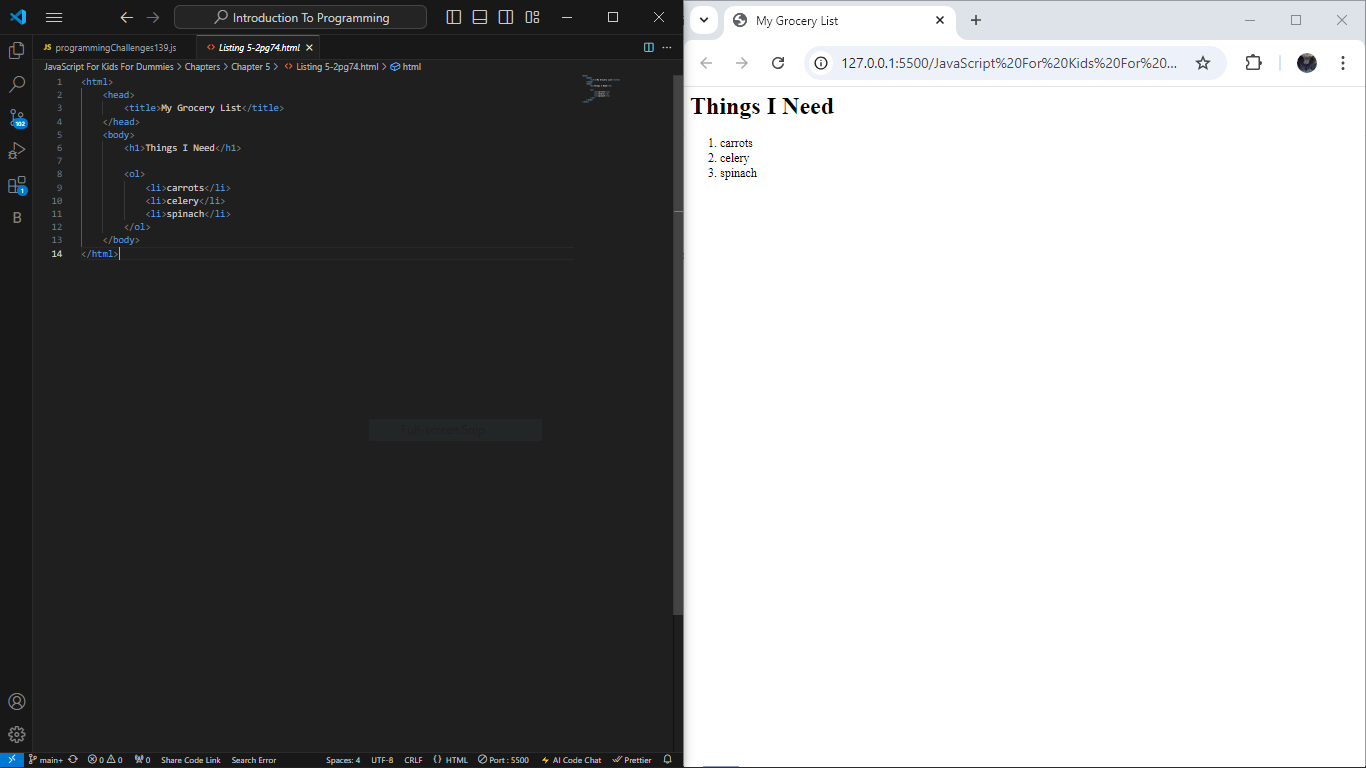 Introduction To Programming
JS programmingChallenges139.js
<> Listing 5-2pg74.html
JavaScript For Kids For Dummies > Chapters > Chapter 5 > <> Listing 5-2pg74.html > html
1 <html>
2 <head>
3 <title>My Grocery List</title>
4 </head>
5 <body>
6 <h1>Things I Need</h1>
7
8 <ol>
9 <li>carrots</li>
10 <li>celery</li>
11 <li>spinach</li>
12 </ol>
13 </body>
14 </html>
102
1
B
main+ 0 0 0 Share Code Link Search Error Spaces: 4 UTF-8 CRLF {} HTML Port : 5500 AI Code Chat Prettier
My Grocery List
127.0.0.1:5500/JavaScript%20For%20Kids%20For%20...
Things I Need
1. carrots
2. celery
3. spinach